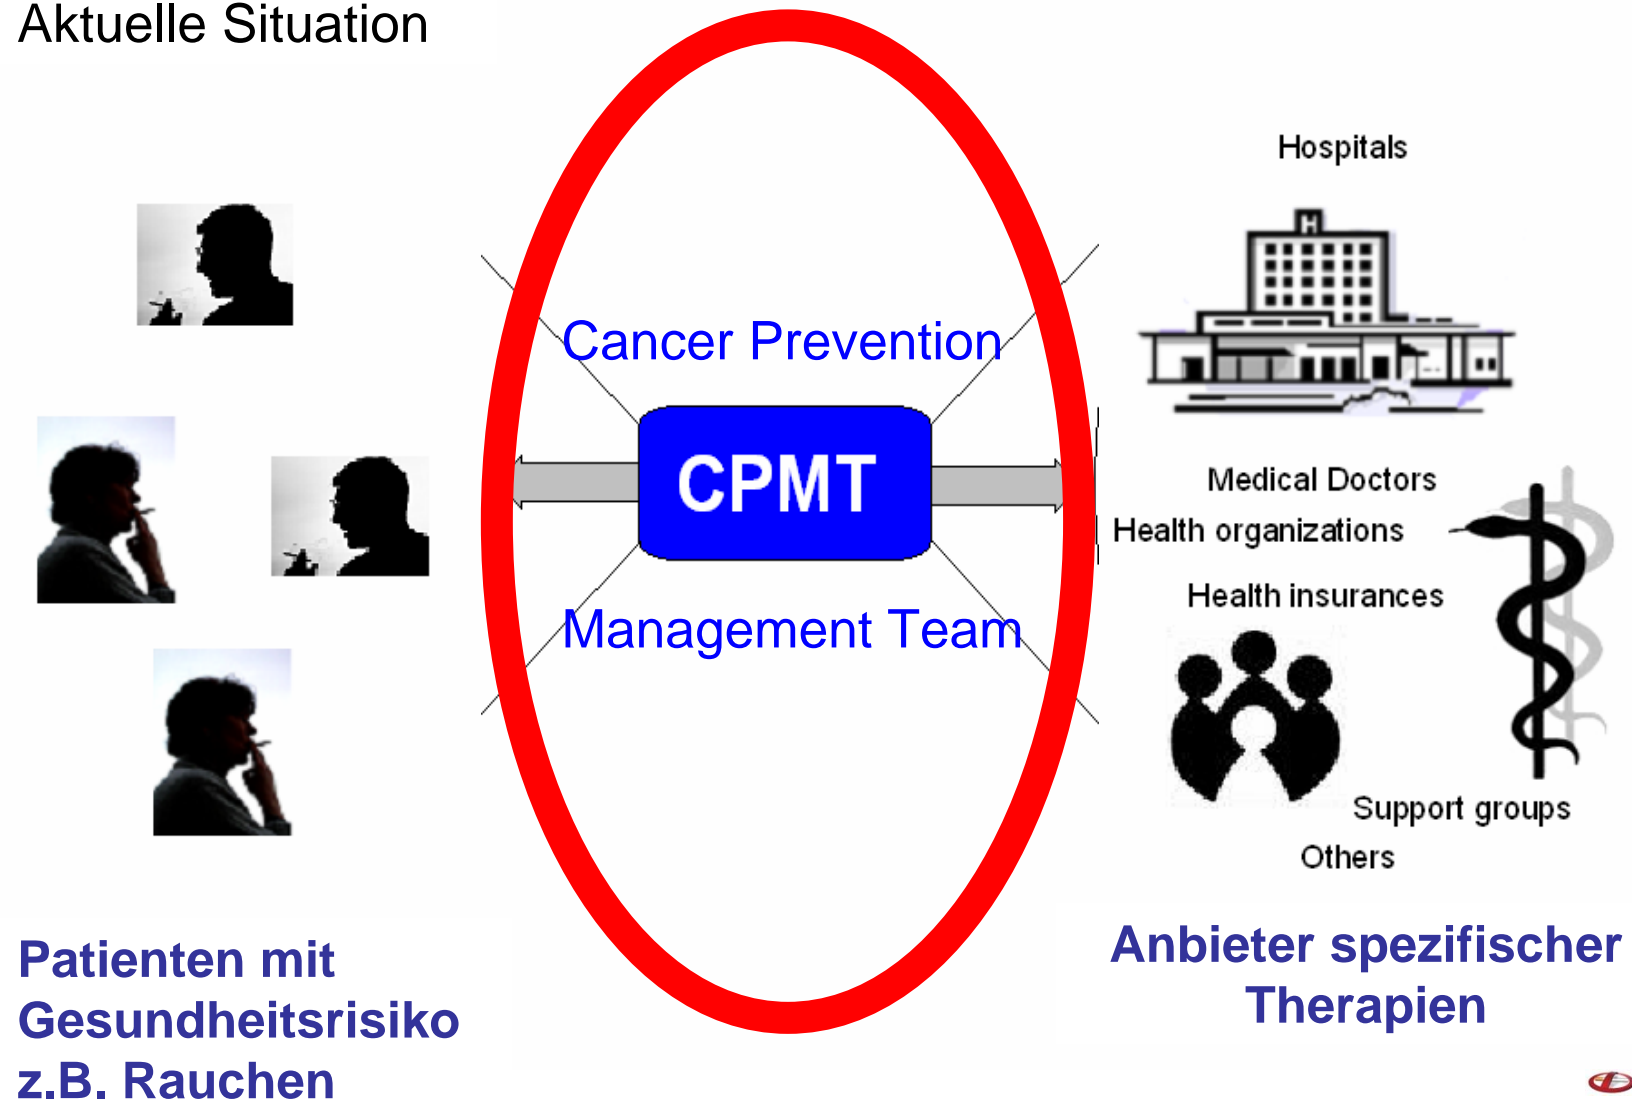 Aktuelle Situation
Cancer Prevention
CPMT
Management Team
Hospitals
H
Medical Doctors
Health organizations
Health insurances
Support groups
Others
Patienten mit
Gesundheitsrisiko
z.B. Rauchen
Anbieter spezifischer
Therapien